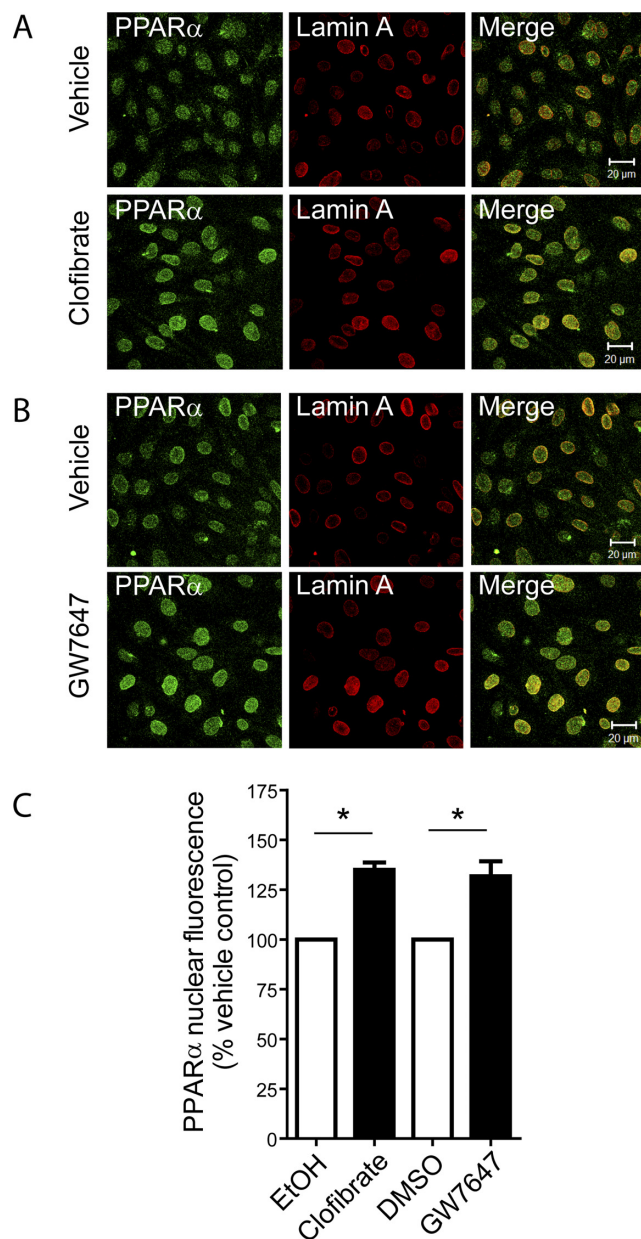 A
PPARα Lamin A Merge
Vehicle
20 µm
PPARα Lamin A Merge
Clofibrate
20 µm
B
PPARα Lamin A Merge
Vehicle
20 µm
PPARα Lamin A Merge
GW7647
20 µm
C
PPARα nuclear fluorescence
(% vehicle control)
175
150
125
100
75
50
25
0
* *
EtOH
Clofibrate
DMSO
GW7647